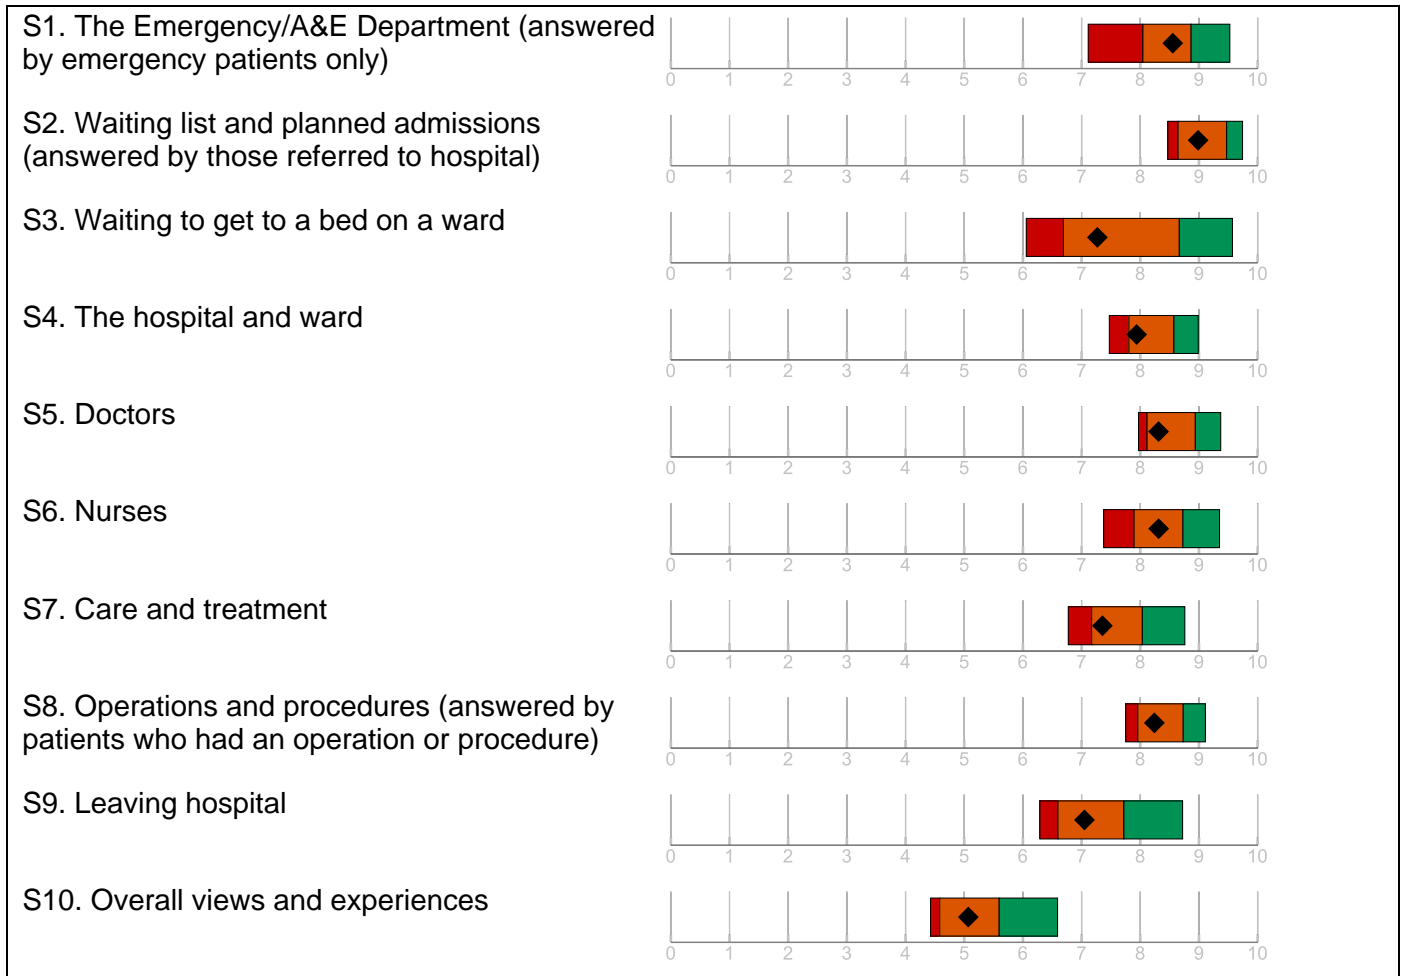 S1. The Emergency/A&E Department (answered
by emergency patients only)
0 1 2 3 4 5 6 7 8 9 10
S2. Waiting list and planned admissions
(answered by those referred to hospital)
0 1 2 3 4 5 6 7 8 9 10
S3. Waiting to get to a bed on a ward
0 1 2 3 4 5 6 7 8 9 10
S4. The hospital and ward
0 1 2 3 4 5 6 7 8 9 10
S5. Doctors
0 1 2 3 4 5 6 7 8 9 10
S6. Nurses
0 1 2 3 4 5 6 7 8 9 10
S7. Care and treatment
0 1 2 3 4 5 6 7 8 9 10
S8. Operations and procedures (answered by
patients who had an operation or procedure)
0 1 2 3 4 5 6 7 8 9 10
S9. Leaving hospital
0 1 2 3 4 5 6 7 8 9 10
S10. Overall views and experiences
0 1 2 3 4 5 6 7 8 9 10